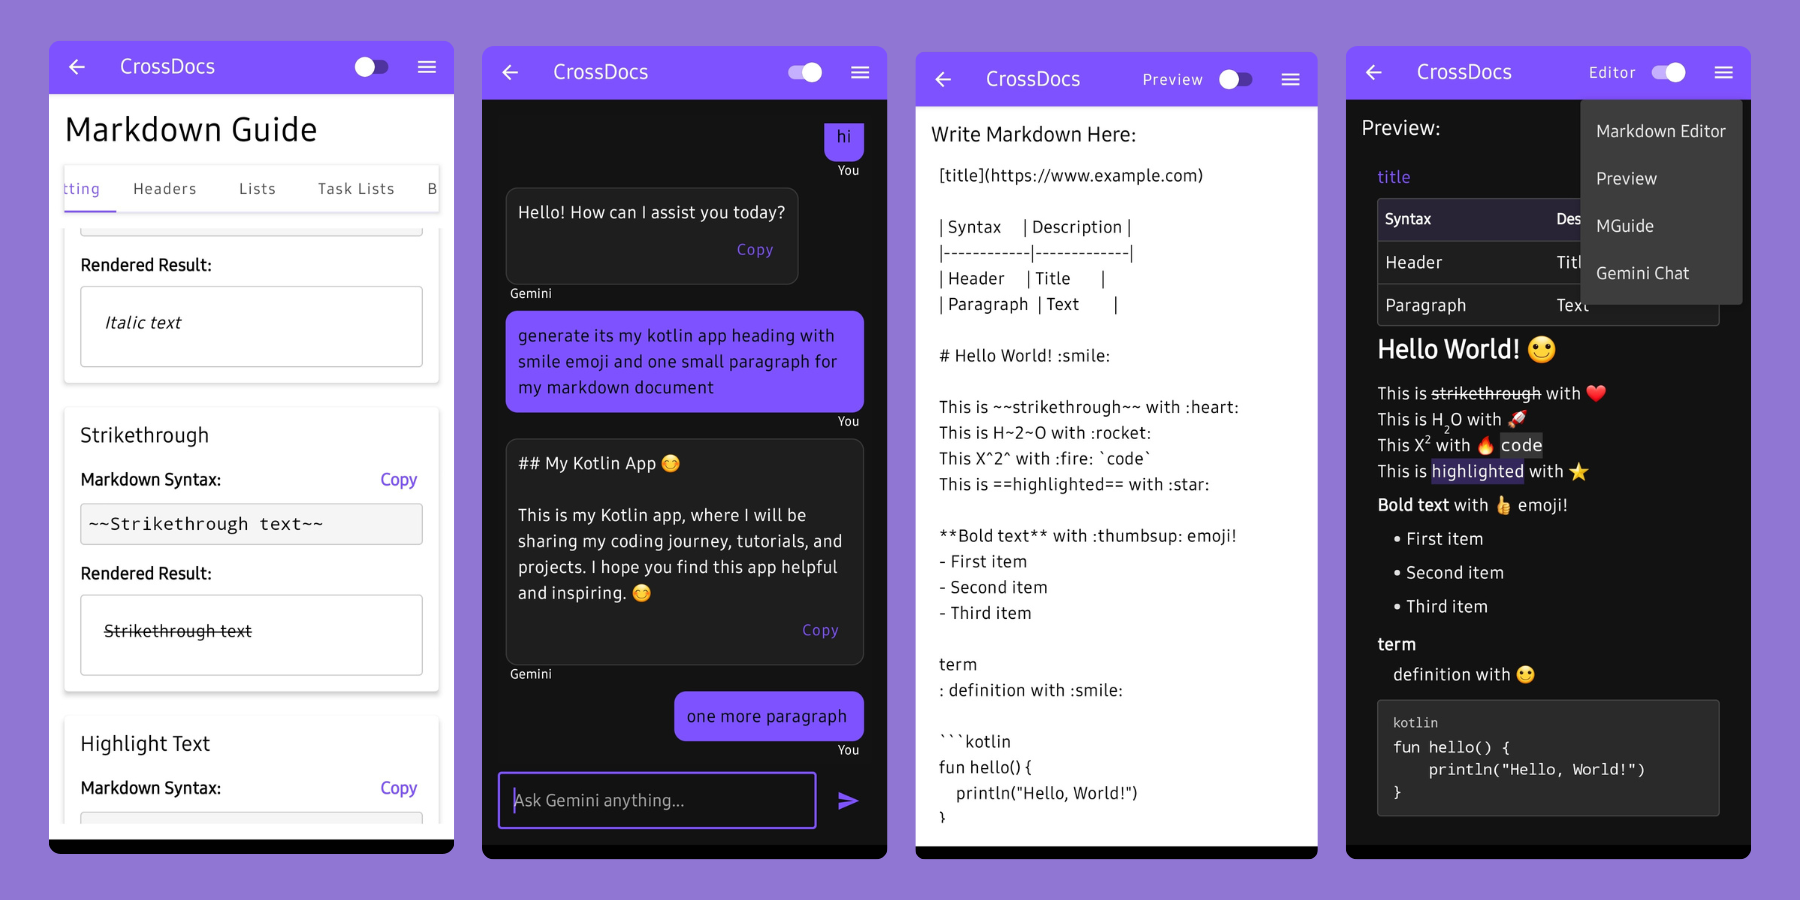 CrossDocs
Markdown Guide
tting Headers Lists Task Lists B
Rendered Result:
Italic text
Strikethrough
Markdown Syntax: Copy
~~Strikethrough text~~
Rendered Result:
Strikethrough text
Highlight Text
Markdown Syntax: Copy
CrossDocs
hi
You
Hello! How can I assist you today?
Copy
Gemini
generate its my kotlin app heading with
smile emoji and one small paragraph for
my markdown document
You
## My Kotlin App 😊
This is my Kotlin app, where I will be
sharing my coding journey, tutorials, and
projects. I hope you find this app helpful
and inspiring. 😊
Copy
Gemini
one more paragraph
You
Ask Gemini anything...
CrossDocs Preview
Write Markdown Here:
[title](https://www.example.com)
| Syntax | Description |
|------------|-------------|
| Header | Title |
| Paragraph | Text |
# Hello World! :smile:
This is ~~strikethrough~~ with :heart:
This is H~2~O with :rocket:
This X^2^ with :fire: `code`
This is ==highlighted== with :star:
**Bold text** with :thumbsup: emoji!
- First item
- Second item
- Third item
term
: definition with :smile:
```kotlin
fun hello() {
    println("Hello, World!")
}
CrossDocs Editor
Markdown Editor
Preview
MGuide
Gemini Chat
Preview:
title
Syntax Des
Header Titl
Paragraph Text
Hello World! 😃
This is strikethrough with ❤️
This is H₂O with 🚀
This X² with 🔥 code
This is highlighted with ⭐
Bold text with 👍 emoji!
• First item
• Second item
• Third item
term
definition with 😃
kotlin
fun hello() {
    println("Hello, World!")
}